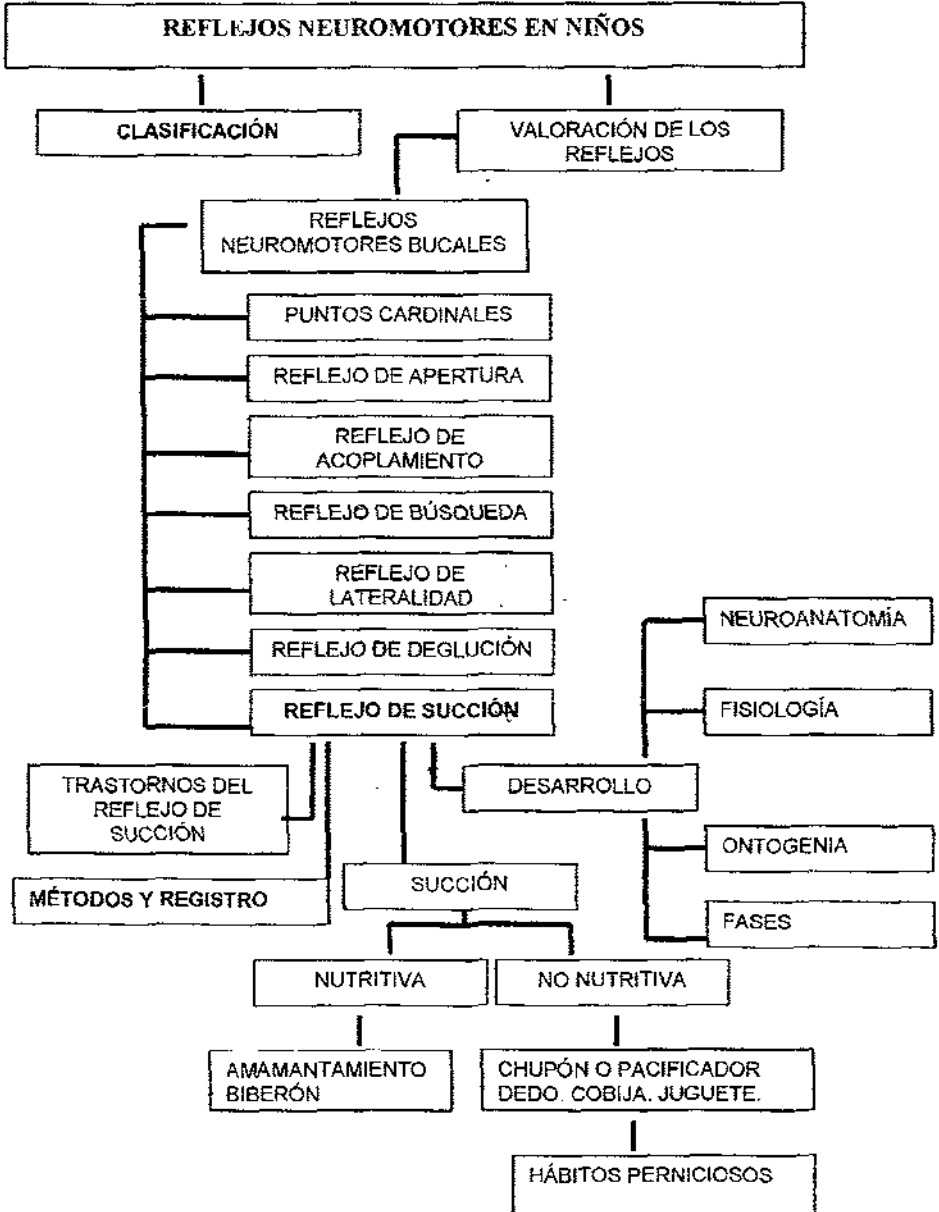 REFLEJOS NEUROMOTORES EN NIÑOS
CLASIFICACIÓN
VALORACIÓN DE LOS
REFLEJOS
REFLEJOS
NEUROMOTORES BUCALES
PUNTOS CARDINALES
REFLEJO DE APERTURA
REFLEJO DE
ACOPLAMIENTO
REFLEJO DE BÚSQUEDA
REFLEJO DE
LATERALIDAD
REFLEJO DE DEGLUCIÓN
REFLEJO DE SUCCIÓN
NEUROANATOMÍA
FISIOLOGÍA
TRASTORNOS DEL
REFLEJO DE
SUCCIÓN
DESARROLLO
ONTOGENIA
FASES
MÉTODOS Y REGISTRO
SUCCIÓN
NUTRITIVA
NO NUTRITIVA
AMAMANTAMIENTO
BIBERÓN
CHUPÓN O PACIFICADOR
DEDO. COBIJA. JUGUETE.
HÁBITOS PERNICIOSOS